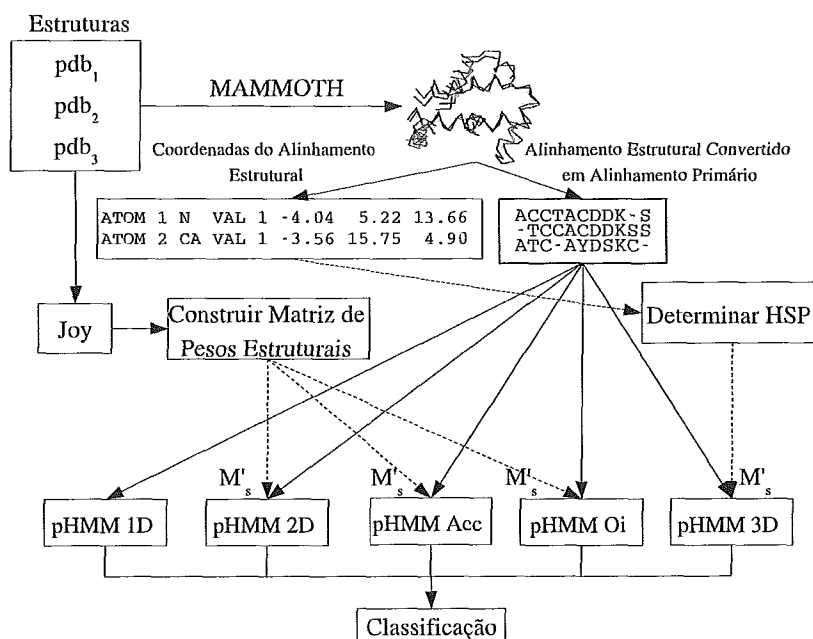 Estruturas
pdb1
pdb2
pdb3
MAMMOTH
Coordenadas do Alinhamento
Estrutural
Alinhamento Estrutural Convertido
em Alinhamento Primário
ATOM 1 N VAL 1 -4.04 5.22 13.66
ATOM 2 CA VAL 1 -3.56 15.75 4.90
ACCTACDDK-S
-TCCACDDKSS
ATC-AYDSKC-
Joy
Construir Matriz de
Pesos Estruturais
Determinar HSP
M's
M's
M's
M's
pHMM 1D
pHMM 2D
pHMM Acc
pHMM Oi
pHMM 3D
Classificação